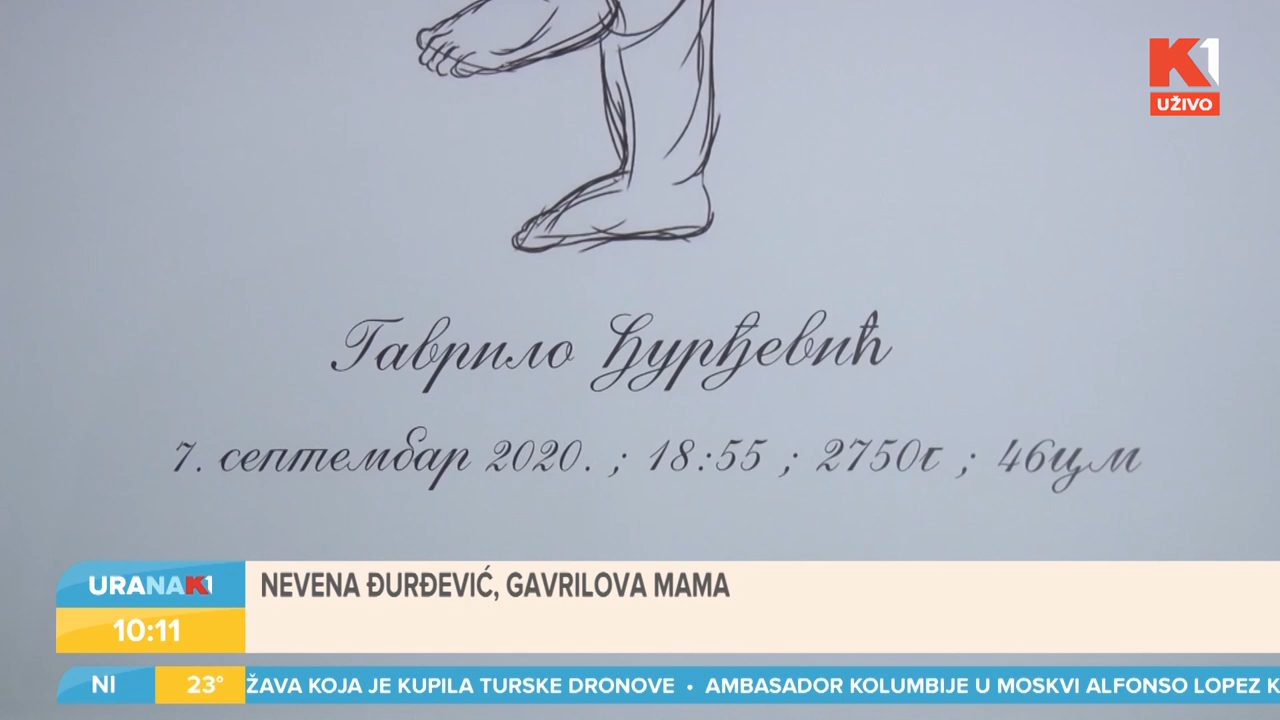 K1
UŽIVO
Гаврило Ђурђевић
7. септембар 2020. ; 18:55 ; 2750г ; 46цм
URANAK1
NEVENA ĐURĐEVIĆ, GAVRILOVA MAMA
10:11
NI 23° ŽAVA KOJA JE KUPILA TURSKE DRONOVE • AMBASADOR KOLUMBIJE U MOSKVI ALFONSO LOPEZ K